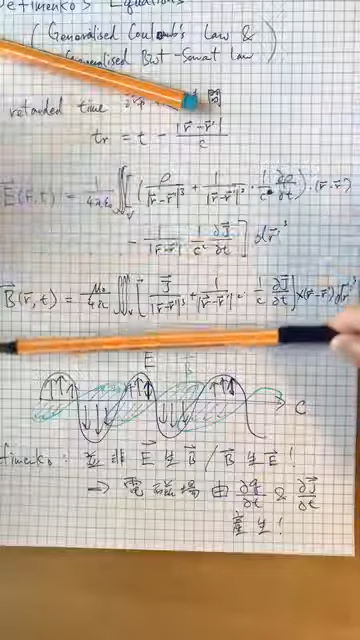 Jefimenko's Equations
( Generalised Coulomb's Law &
Generalised Biot-Savart Law )
retarded time
tr = t - |r⃗ - r⃗'| / c
E⃗(r⃗,t) = 1/4πε₀ ∭ [ ( ρ/|r⃗-r⃗'|³ + 1/|r⃗-r⃗'|² · 1/c ∂ρ/∂t ) · (r⃗-r⃗')
- 1/|r⃗-r⃗'| 1/c² ∂J⃗/∂t ] dr⃗'³
B⃗(r⃗,t) = μ₀/4π ∭ [ J⃗/|r⃗-r⃗'|³ + 1/|r⃗-r⃗'|² · 1/c ∂J⃗/∂t ] × (r⃗-r⃗') dr⃗'³
E
C
fimenko: 並非 E⃗ 生 B⃗ / B⃗ 生 E⃗ !
→ 電磁場 由 ∂ρ/∂t & ∂J⃗/∂t
產生!